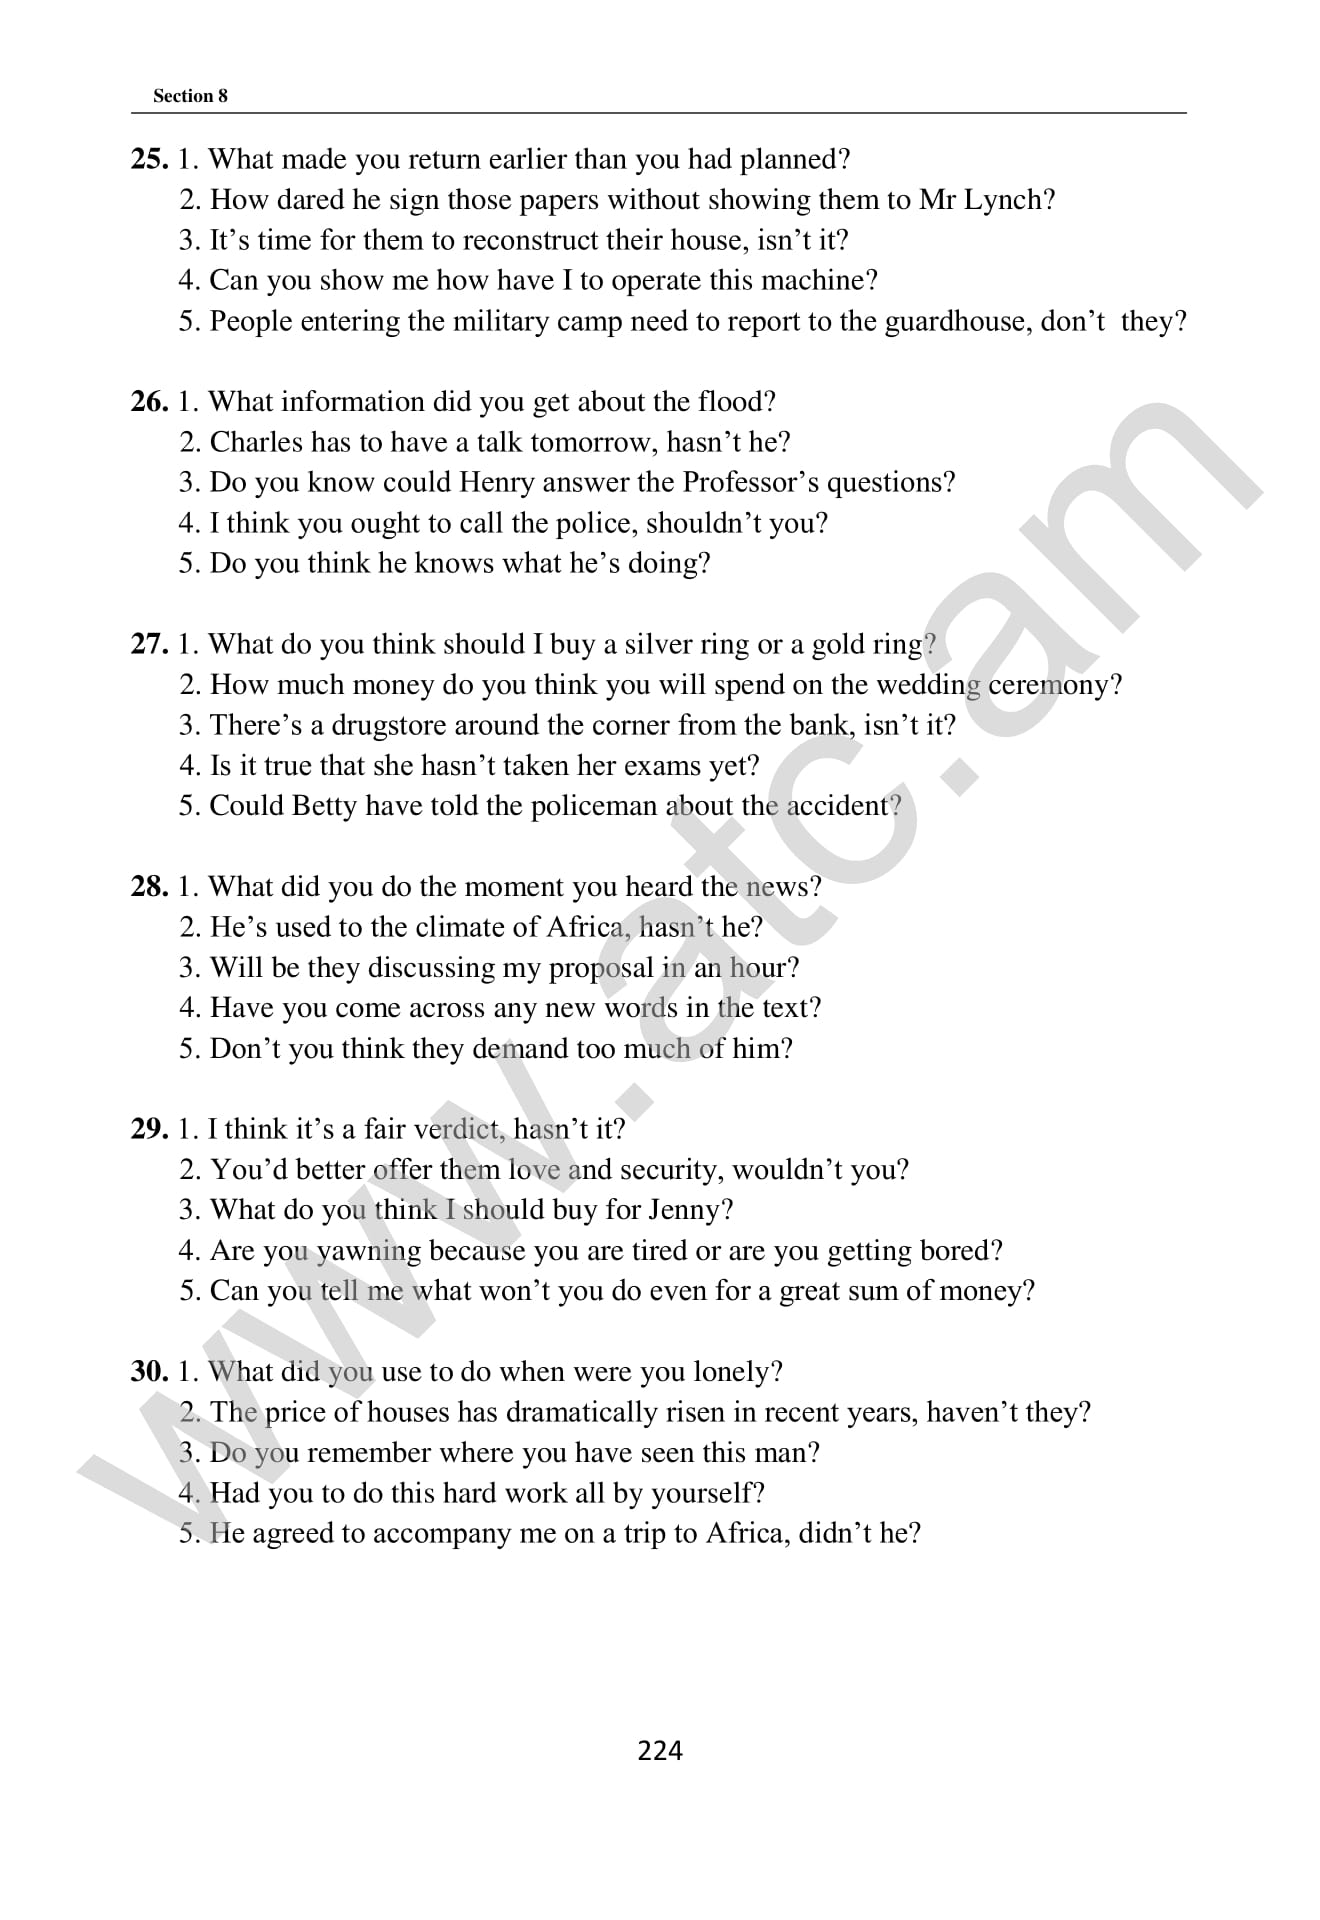 Section 8
25. 1. What made you return earlier than you had planned?
2. How dared he sign those papers without showing them to Mr Lynch?
3. It’s time for them to reconstruct their house, isn’t it?
4. Can you show me how have I to operate this machine?
5. People entering the military camp need to report to the guardhouse, don’t  they?
26. 1. What information did you get about the flood?
2. Charles has to have a talk tomorrow, hasn’t he?
3. Do you know could Henry answer the Professor’s questions?
4. I think you ought to call the police, shouldn’t you?
5. Do you think he knows what he’s doing?
27. 1. What do you think should I buy a silver ring or a gold ring?
2. How much money do you think you will spend on the wedding ceremony?
3. There’s a drugstore around the corner from the bank, isn’t it?
4. Is it true that she hasn’t taken her exams yet?
5. Could Betty have told the policeman about the accident?
28. 1. What did you do the moment you heard the news?
2. He’s used to the climate of Africa, hasn’t he?
3. Will be they discussing my proposal in an hour?
4. Have you come across any new words in the text?
5. Don’t you think they demand too much of him?
29. 1. I think it’s a fair verdict, hasn’t it?
2. You’d better offer them love and security, wouldn’t you?
3. What do you think I should buy for Jenny?
4. Are you yawning because you are tired or are you getting bored?
5. Can you tell me what won’t you do even for a great sum of money?
30. 1. What did you use to do when were you lonely?
2. The price of houses has dramatically risen in recent years, haven’t they?
3. Do you remember where you have seen this man?
4. Had you to do this hard work all by yourself?
5. He agreed to accompany me on a trip to Africa, didn’t he?
224
www.atc.am